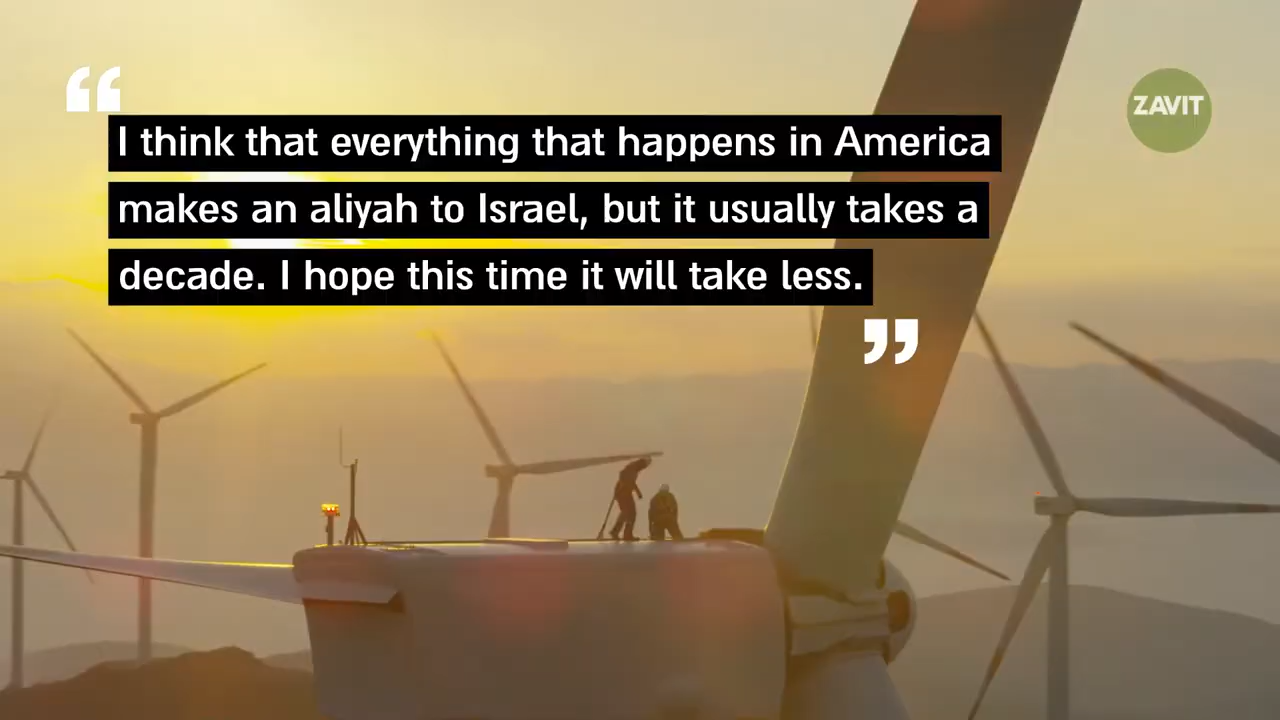 “
I think that everything that happens in America
makes an aliyah to Israel, but it usually takes a
decade. I hope this time it will take less.
”
ZAVIT